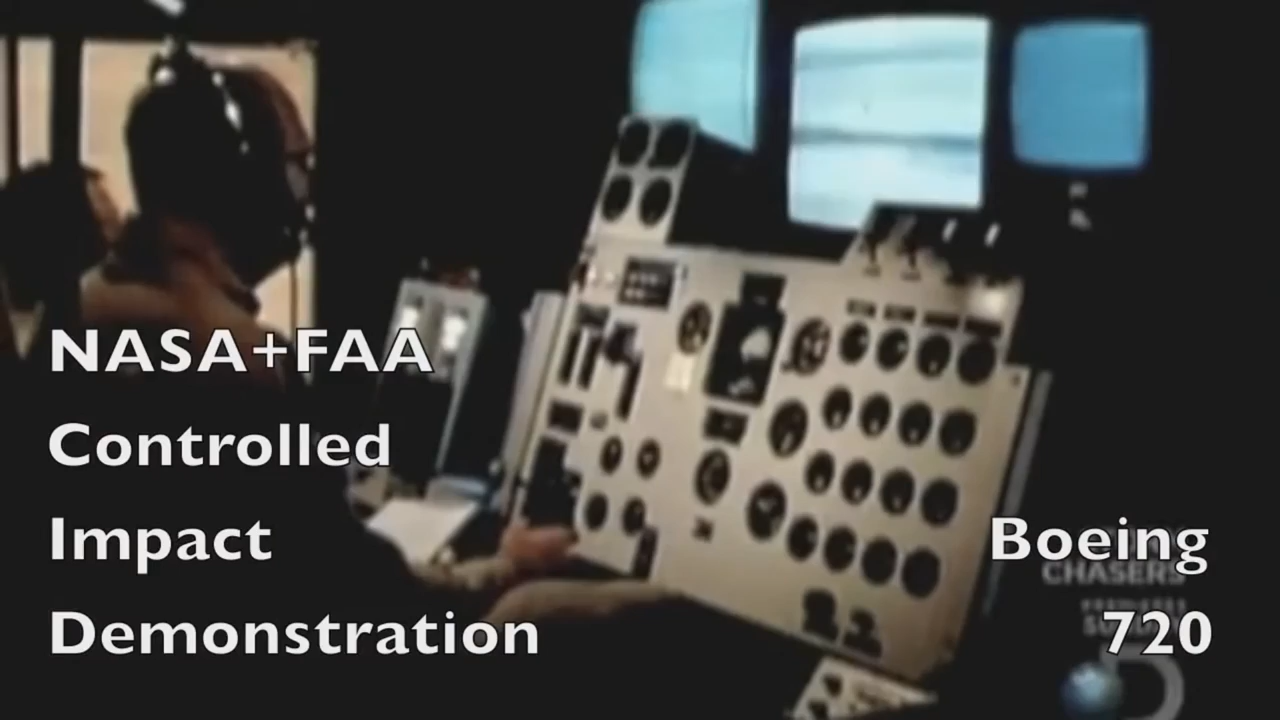 NASA+FAA
Controlled
Impact
Demonstration
Boeing
CHASERS
720